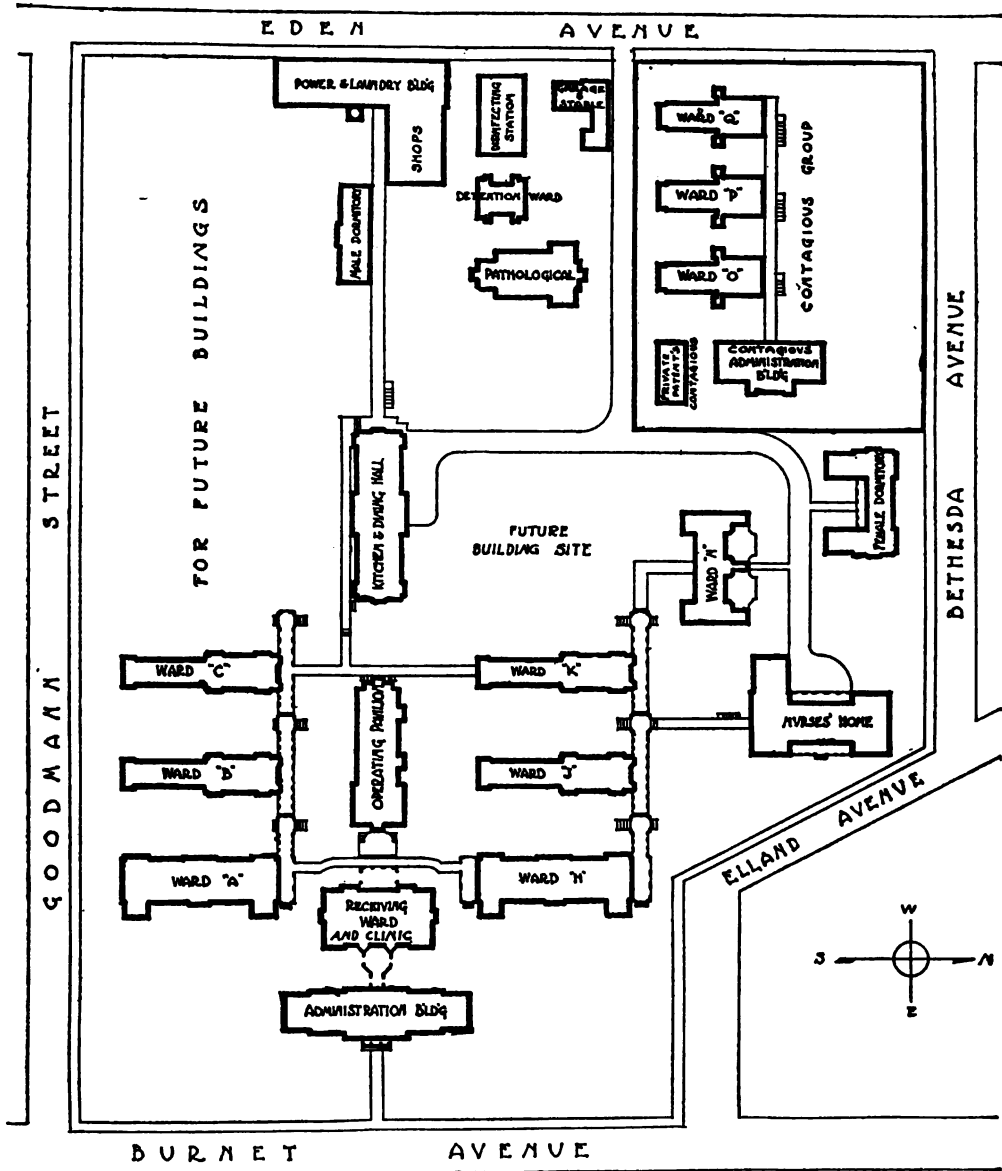 EDEN AVENUE
POWER & LAUNDRY BLDG
SHOPS
DISINFECTING
STATION
GARAGE
&
STABLE
MALE DORMITORY
DETENTION WARD
PATHOLOGICAL
WARD "Q"
WARD "P"
WARD "O"
CONTAGIOUS GROUP
PRIVATE
PATIENT'S
CONTAGIOUS
CONTAGIOUS
ADMINISTRATION
BLDG
FOR FUTURE BUILDINGS
GOODMANN STREET
BETHESDA AVENUE
KITCHEN & DINING HALL
FUTURE
BUILDING SITE
WARD "N"
FEMALE DORMITORY
WARD "C"
WARD "K"
OPERATING PAVILION
NVRSES' HOME
WARD "B"
WARD "J"
ELLAND AVENUE
WARD "A"
WARD "H"
RECEIVING
WARD
AND CLINIC
ADMINISTRATION BLDG
W
S N
E
BURNET AVENUE